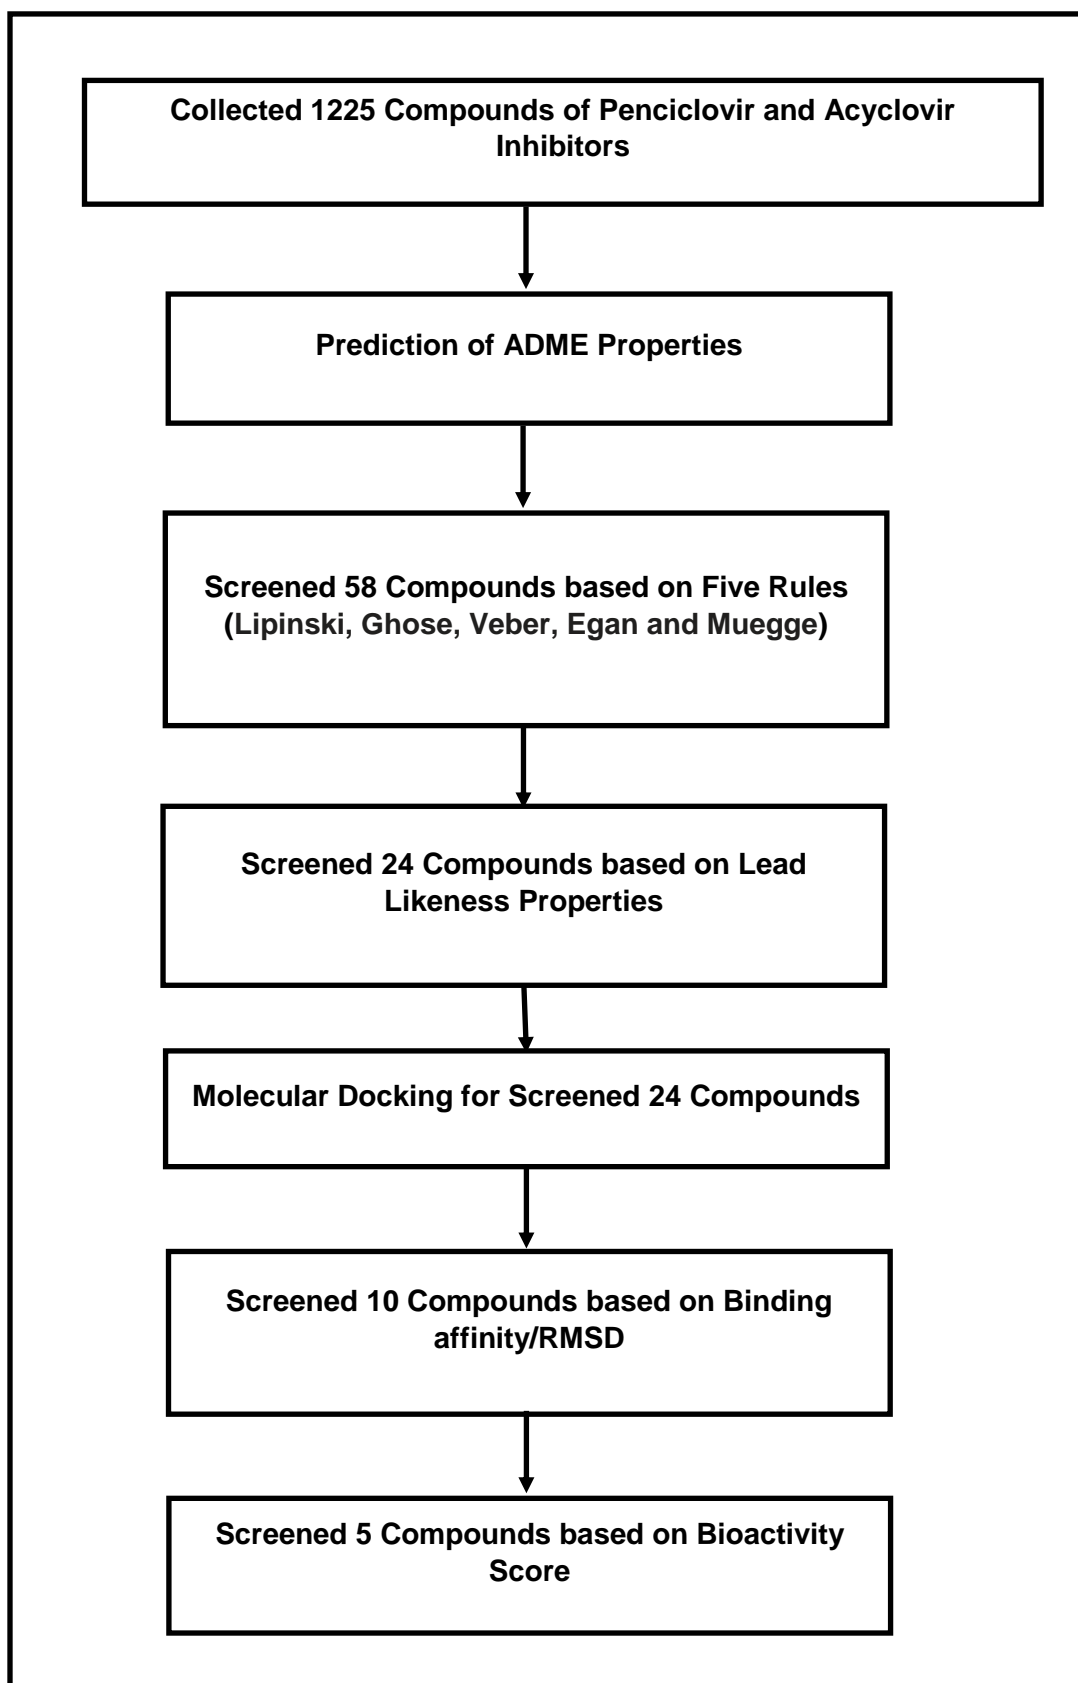 Collected 1225 Compounds of Penciclovir and Acyclovir
Inhibitors
Prediction of ADME Properties
Screened 58 Compounds based on Five Rules
(Lipinski, Ghose, Veber, Egan and Muegge)
Screened 24 Compounds based on Lead
Likeness Properties
Molecular Docking for Screened 24 Compounds
Screened 10 Compounds based on Binding
affinity/RMSD
Screened 5 Compounds based on Bioactivity
Score